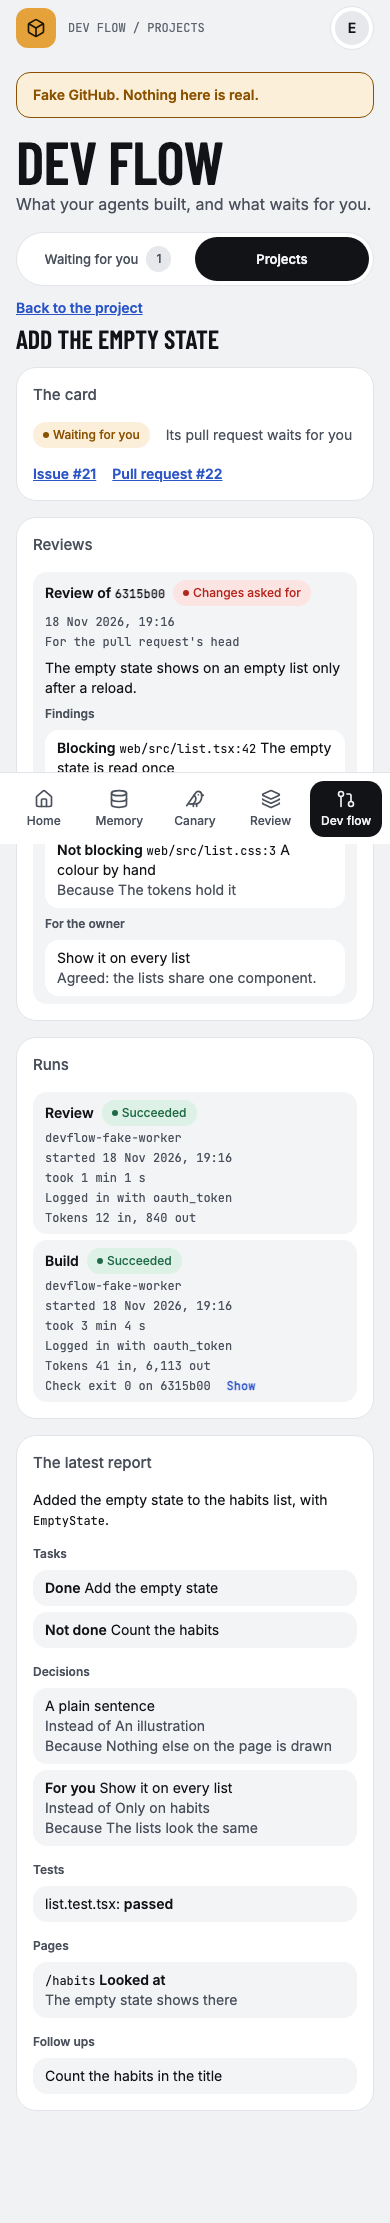 DEV FLOW / PROJECTS
E
Fake GitHub. Nothing here is real.
DEV FLOW
What your agents built, and what waits for you.
Waiting for you 1
Projects
Back to the project
ADD THE EMPTY STATE
The card
Waiting for you Its pull request waits for you
Issue #21 Pull request #22
Reviews
Review of 6315b00 Changes asked for
18 Nov 2026, 19:16
For the pull request's head
The empty state shows on an empty list only
after a reload.
Findings
Blocking web/src/list.tsx:42 The empty
state is read once
Home Memory Canary Review Dev flow
Not blocking web/src/list.css:3 A
colour by hand
Because The tokens hold it
For the owner
Show it on every list
Agreed: the lists share one component.
Runs
Review Succeeded
devflow-fake-worker
started 18 Nov 2026, 19:16
took 1 min 1 s
Logged in with oauth_token
Tokens 12 in, 840 out
Build Succeeded
devflow-fake-worker
started 18 Nov 2026, 19:16
took 3 min 4 s
Logged in with oauth_token
Tokens 41 in, 6,113 out
Check exit 0 on 6315b00 Show
The latest report
Added the empty state to the habits list, with
EmptyState.
Tasks
Done Add the empty state
Not done Count the habits
Decisions
A plain sentence
Instead of An illustration
Because Nothing else on the page is drawn
For you Show it on every list
Instead of Only on habits
Because The lists look the same
Tests
list.test.tsx: passed
Pages
/habits Looked at
The empty state shows there
Follow ups
Count the habits in the title